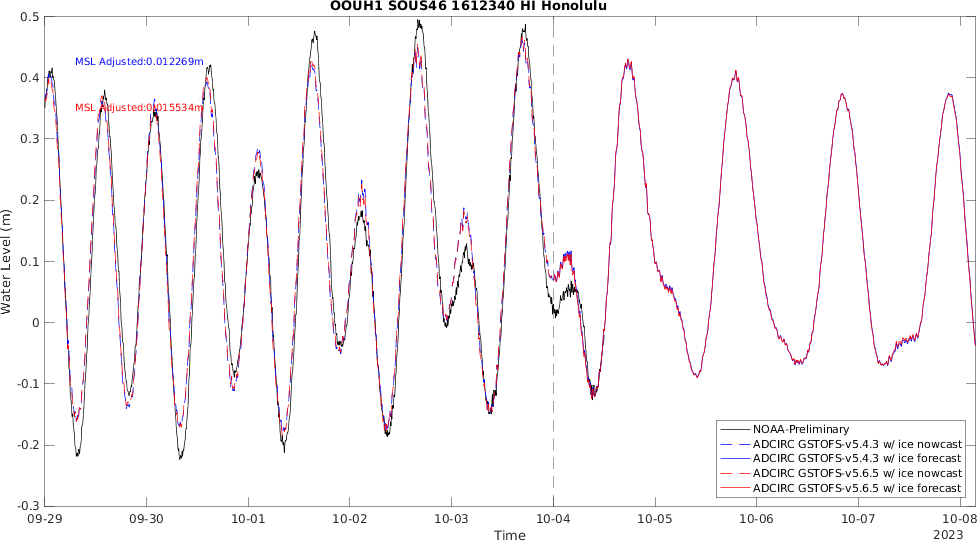 OOUH1 SOUS46 1612340 HI Honolulu
0.5
0.4
0.3
0.2
0.1
0
-0.1
-0.2
-0.3
Water Level (m)
MSL Adjusted:0.012269m
MSL Adjusted:0.015534m
NOAA-Preliminary
ADCIRC GSTOFS-v5.4.3 w/ ice nowcast
ADCIRC GSTOFS-v5.4.3 w/ ice forecast
ADCIRC GSTOFS-v5.6.5 w/ ice nowcast
ADCIRC GSTOFS-v5.6.5 w/ ice forecast
09-29 09-30 10-01 10-02 10-03 10-04 10-05 10-06 10-07 10-08
Time
2023